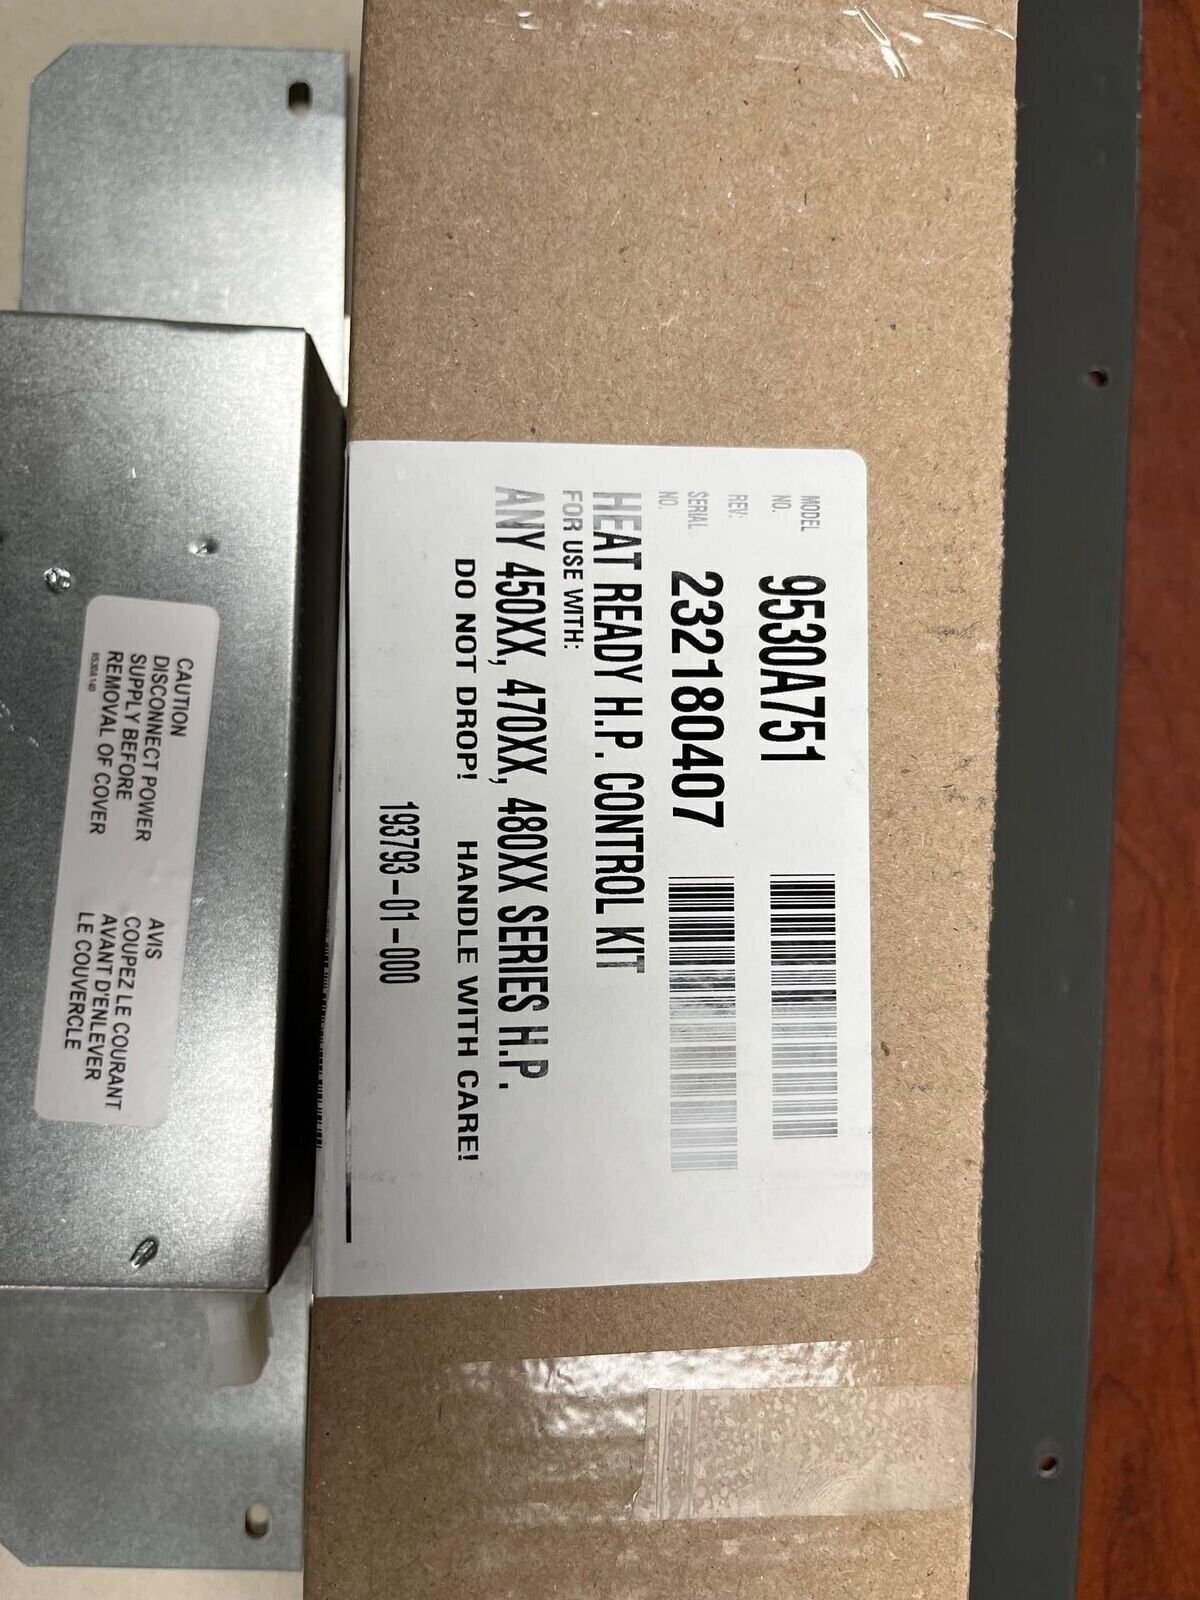 MODEL
NO. 9530A751
REV:
SERIAL
NO. 232180407
HEAT READY H.P. CONTROL KIT
FOR USE WITH:
ANY 450XX, 470XX, 480XX SERIES H.P.
DO NOT DROP! HANDLE WITH CARE!
193793-01-000
CAUTION
DISCONNECT POWER
SUPPLY BEFORE
REMOVAL OF COVER
AVIS
COUPEZ LE COURANT
AVANT D'ENLEVER
LE COUVERCLE